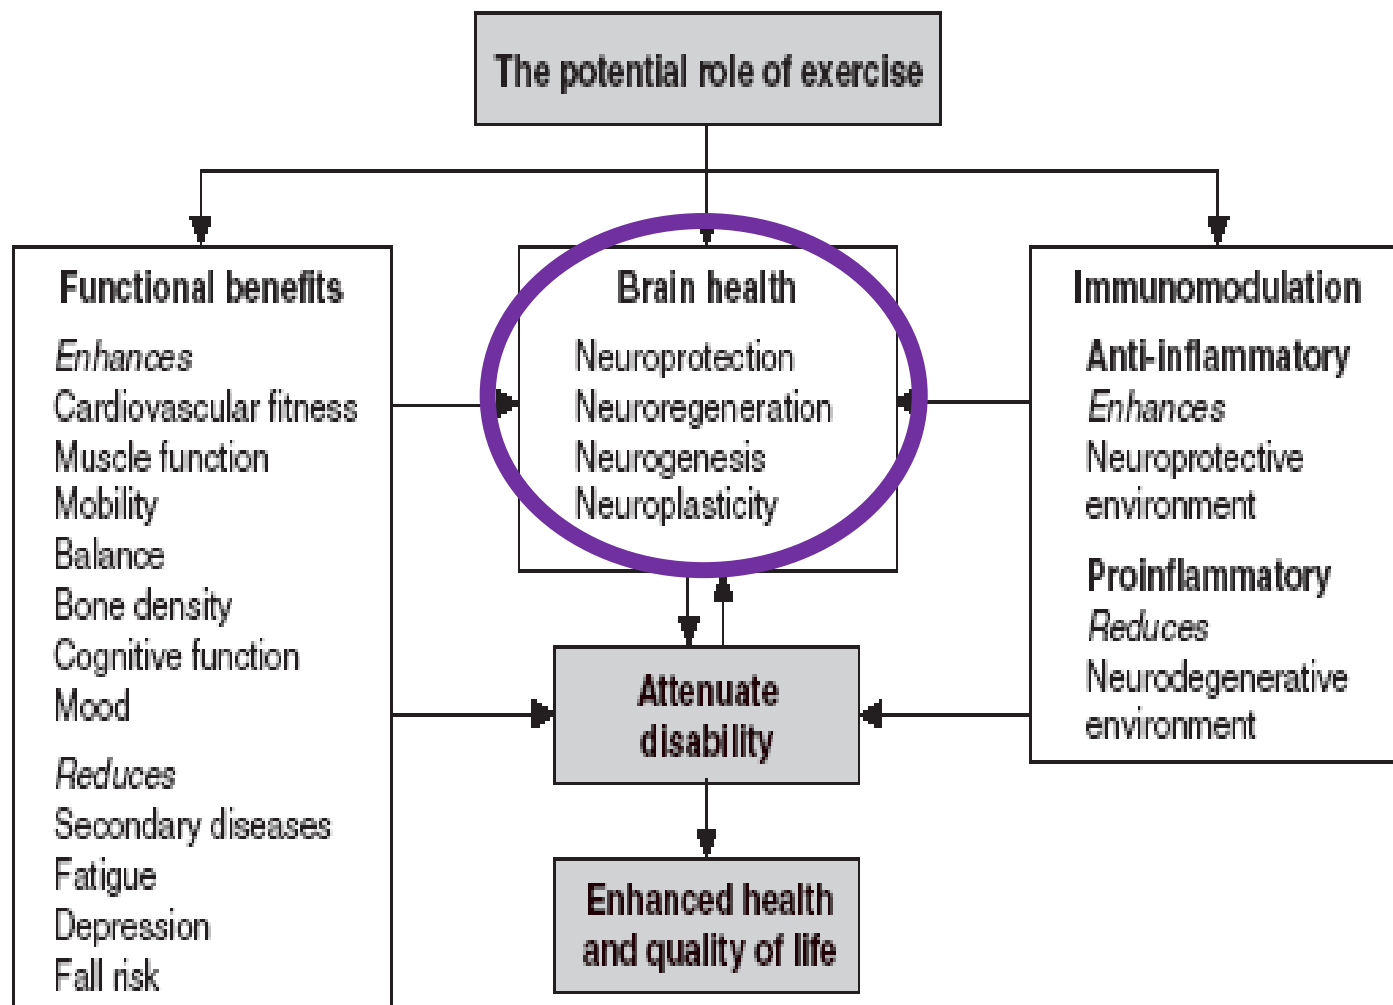 The potential role of exercise
Functional benefits
Enhances
Cardiovascular fitness
Muscle function
Mobility
Balance
Bone density
Cognitive function
Mood
Reduces
Secondary diseases
Fatigue
Depression
Fall risk
Brain health
Neuroprotection
Neuroregeneration
Neurogenesis
Neuroplasticity
Immunomodulation
Anti-inflammatory
Enhances
Neuroprotective
environment
Proinflammatory
Reduces
Neurodegenerative
environment
Attenuate
disability
Enhanced health
and quality of life